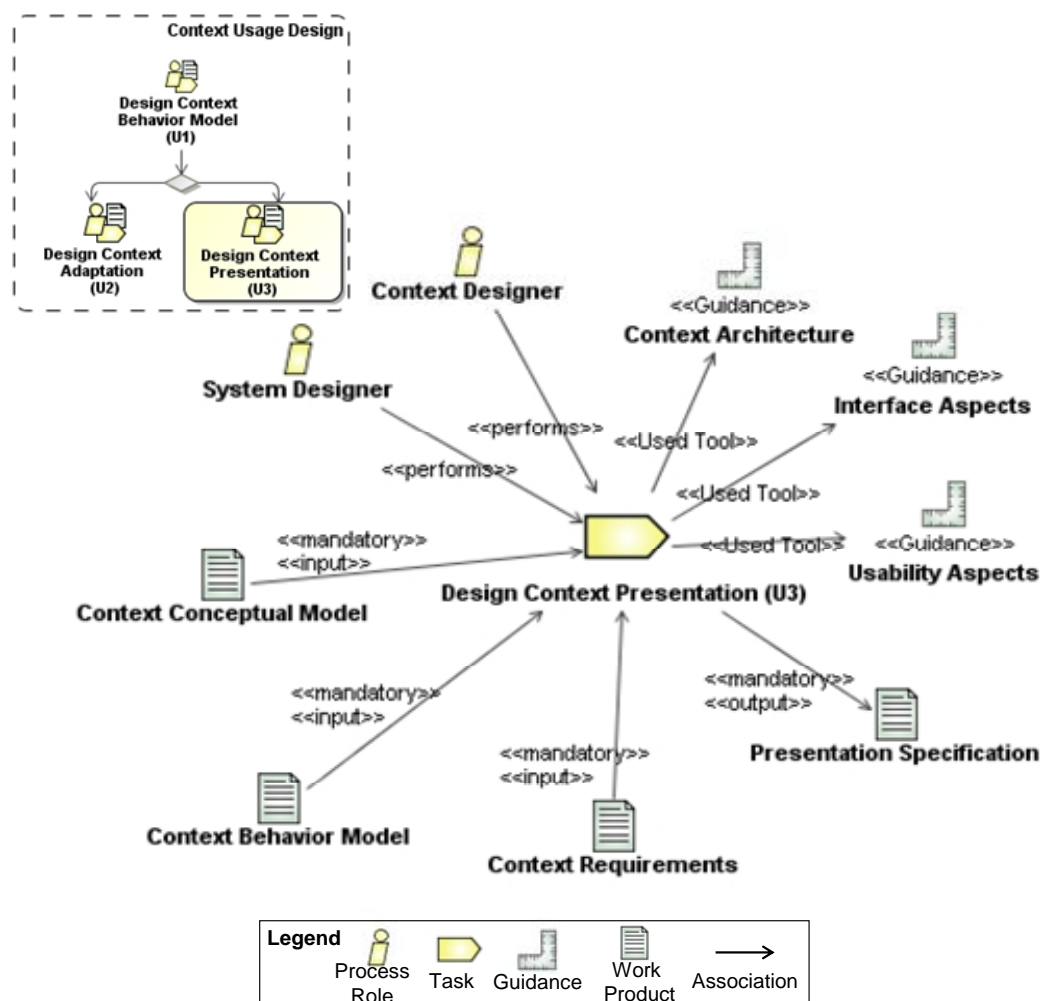 Context Usage Design
Design Context
Behavior Model
(U1)
Design Context
Adaptation
(U2)
Design Context
Presentation
(U3)
Context Designer
<<Guidance>>
Context Architecture
System Designer
<<Guidance>>
Interface Aspects
<<performs>>
<<Used Tool>>
<<performs>>
<<Used Tool>>
<<mandatory>>
<<input>>
<<Used Tool>>
<<Guidance>>
Usability Aspects
Context Conceptual Model
Design Context Presentation (U3)
<<mandatory>>
<<input>>
<<mandatory>>
<<output>>
<<mandatory>>
<<input>>
Presentation Specification
Context Behavior Model
Context Requirements
Legend
Process
Role
Task
Guidance
Work
Product
Association